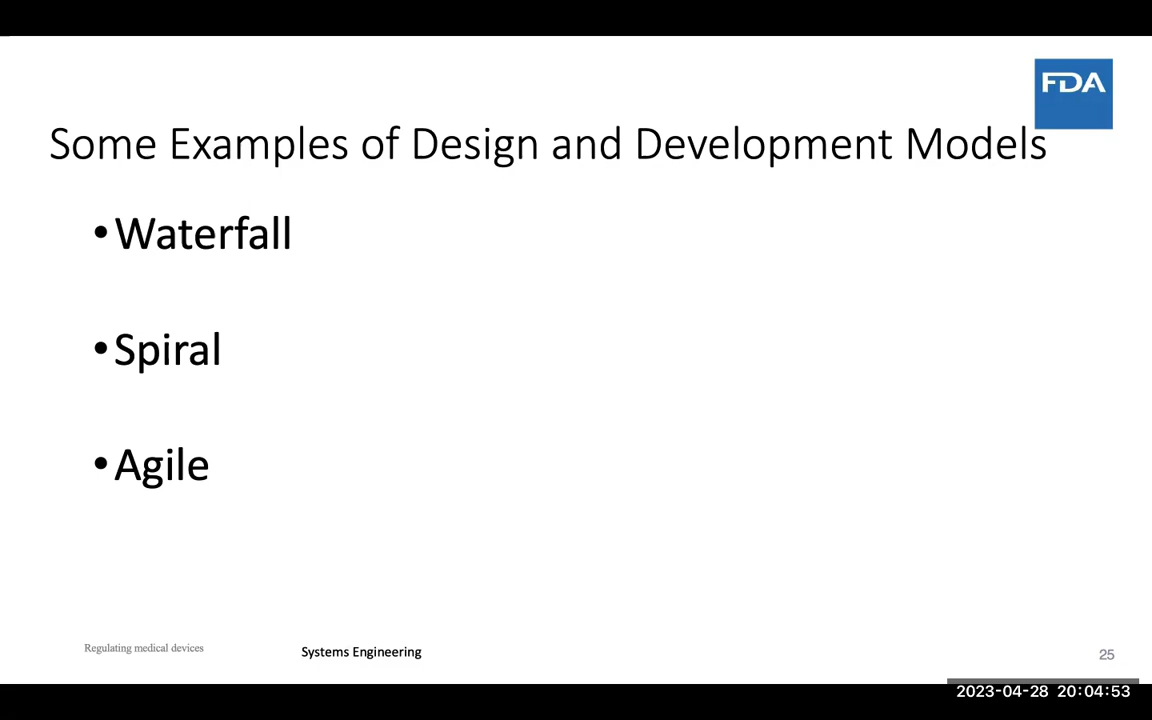 FDA
Some Examples of Design and Development Models
•Waterfall
•Spiral
•Agile
Regulating medical devices
Systems Engineering
25
2023-04-28 20:04:53